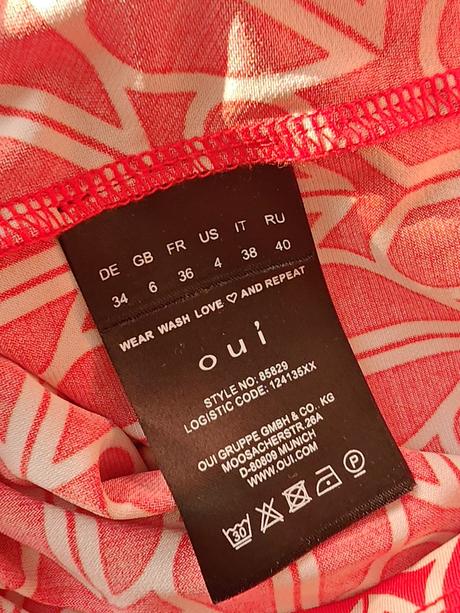 DE GB FR US IT RU
34 6 36 4 38 40
WEAR WASH LOVE ♡ AND REPEAT
oui
STYLE NO: 85829
LOGISTIC CODE: 124135XX
OUI GRUPPE GMBH & CO. KG
MOOSACHERSTR.26A
D-80809 MUNICH
WWW.OUI.COM
30 P